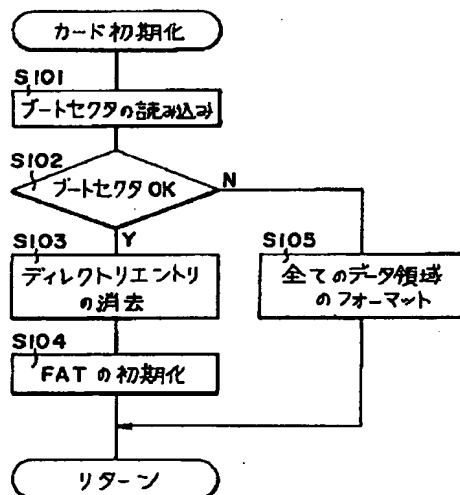 カード初期化
S101
ブートセクタの読み込み
S102
ブートセクタOK
N
Y
S103
ディレクトリエントリ
の消去
S105
全てのデータ領域
のフォーマット
S104
FATの初期化
リターン